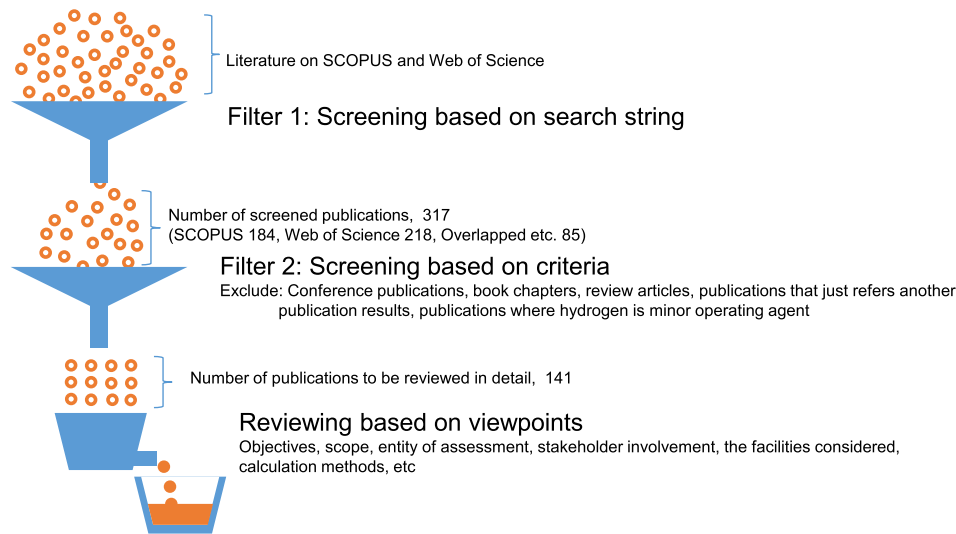 Literature on SCOPUS and Web of Science
Filter 1: Screening based on search string
Number of screened publications,  317
(SCOPUS 184, Web of Science 218, Overlapped etc. 85)
Filter 2: Screening based on criteria
Exclude: Conference publications, book chapters, review articles, publications that just refers another
publication results, publications where hydrogen is minor operating agent
Number of publications to be reviewed in detail,  141
Reviewing based on viewpoints
Objectives, scope, entity of assessment, stakeholder involvement, the facilities considered,
calculation methods, etc